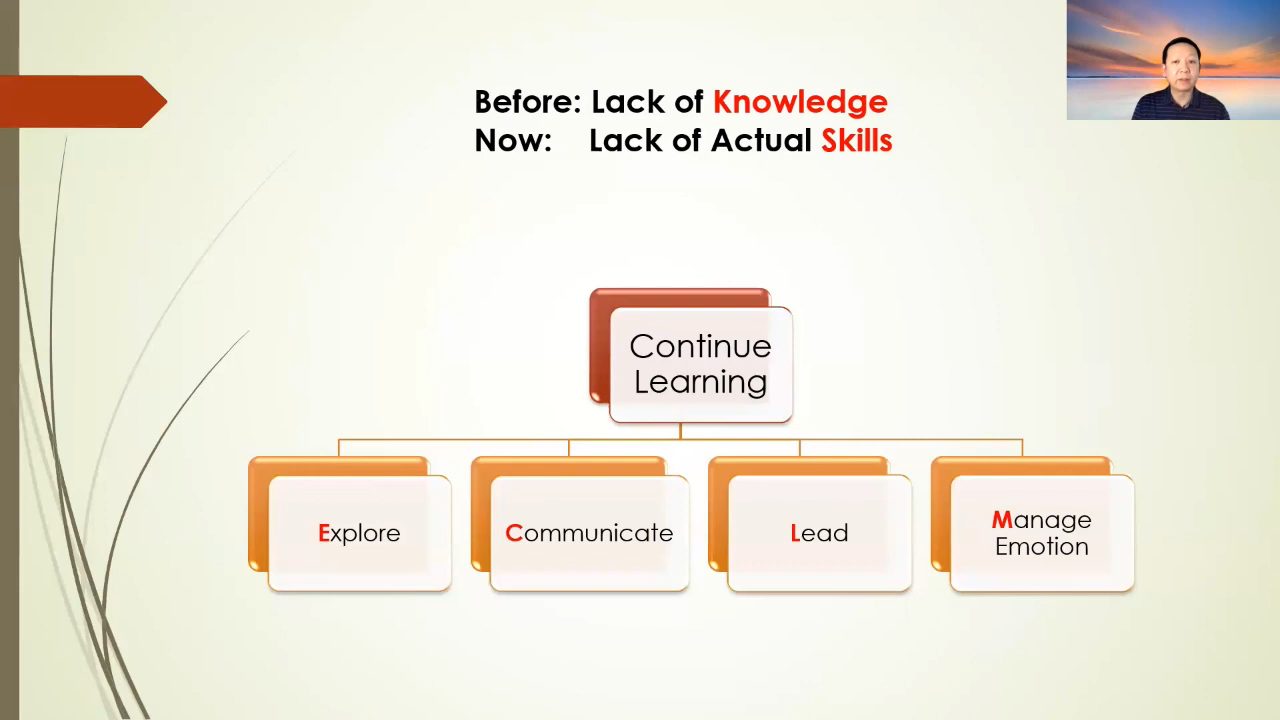 Before: Lack of Knowledge
Now: Lack of Actual Skills
Continue
Learning
Explore
Communicate
Lead
Manage
Emotion